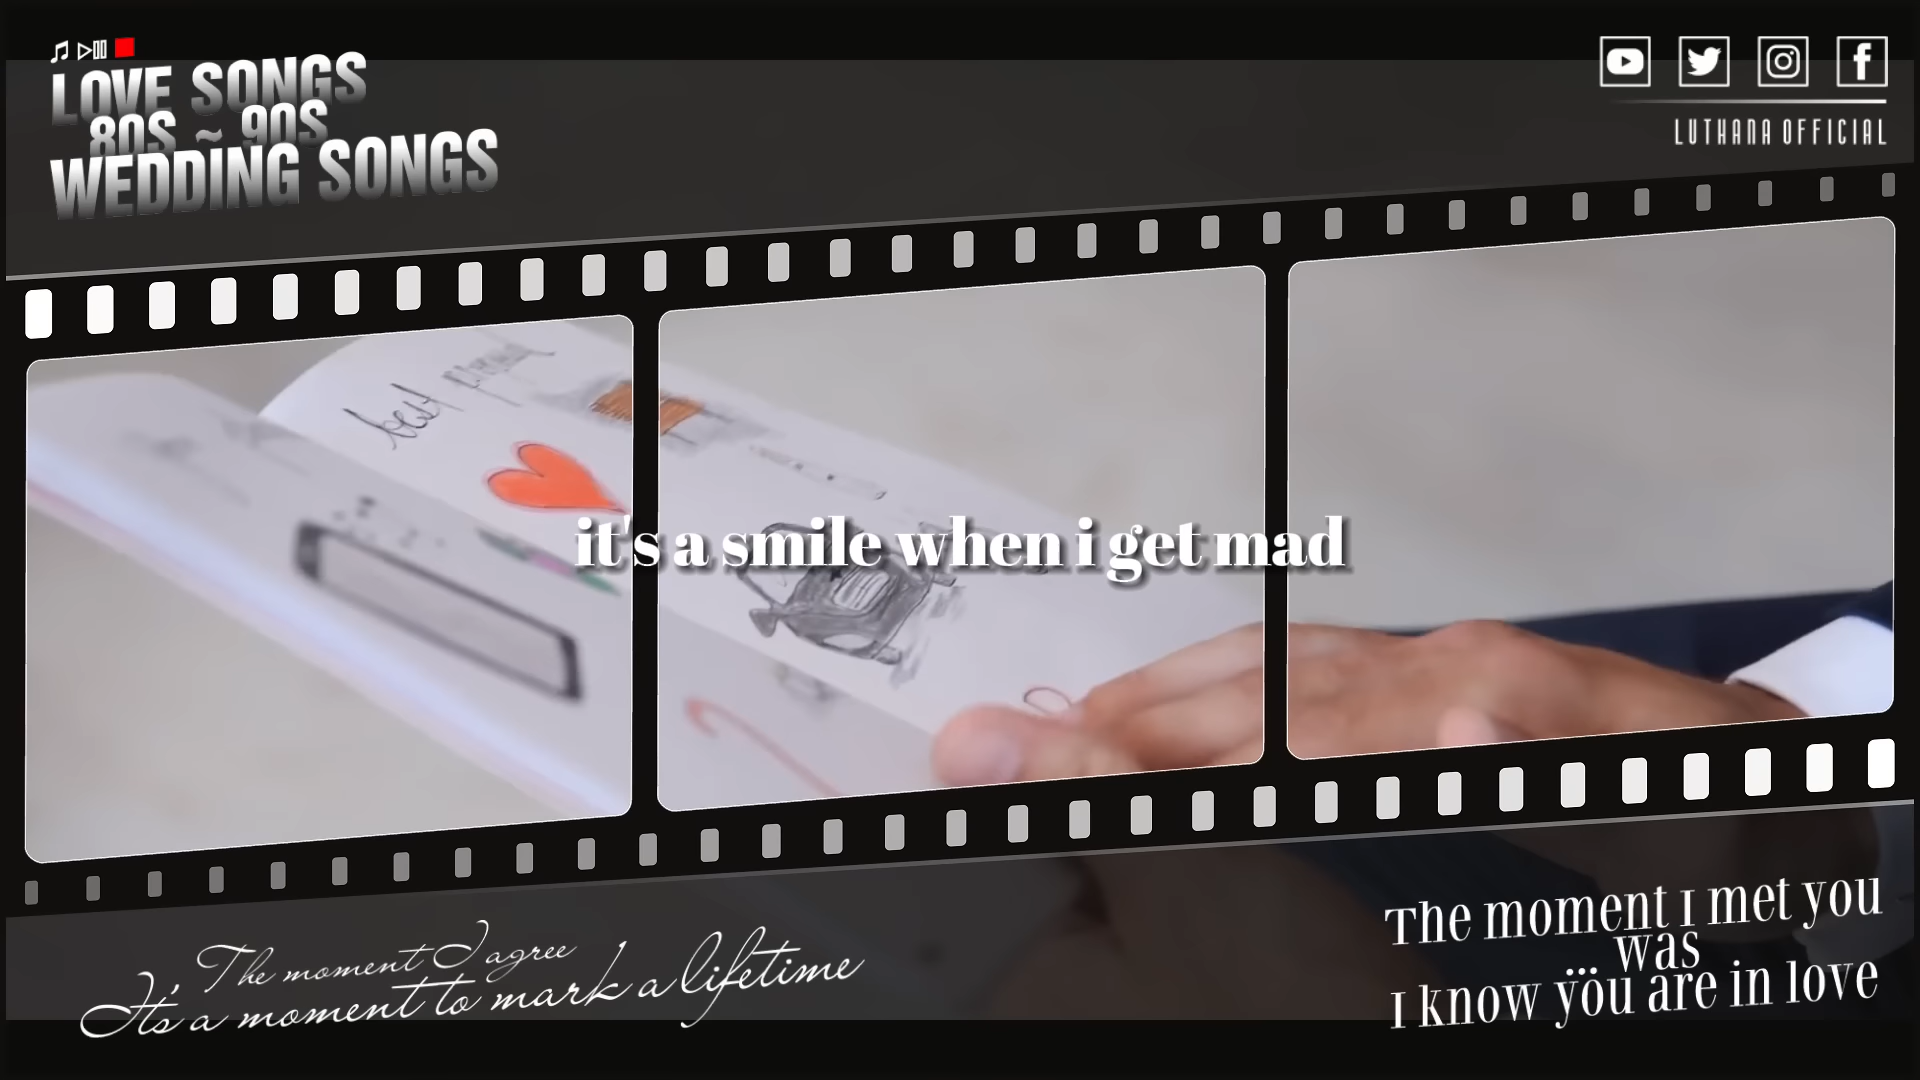 LOVE SONGS
80S ~ 90S
WEDDING SONGS
LUTHANA OFFICIAL
best
it's a smile when i get mad
The moment I agree
It's a moment to mark a lifetime
The moment I met you
was
I know you are in love